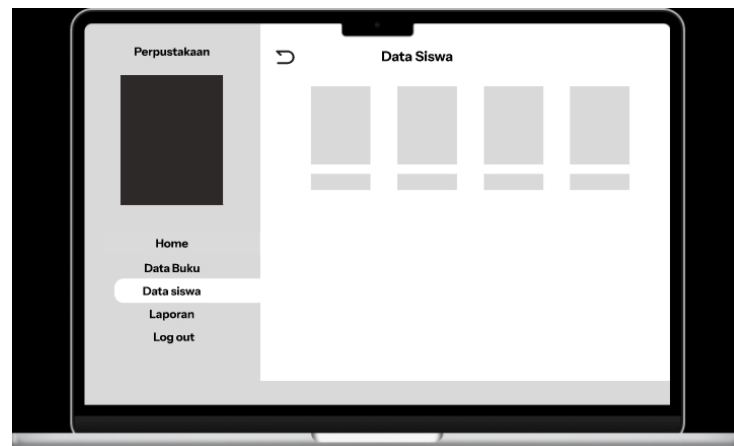 Perpustakaan
Home
Data Buku
Data siswa
Laporan
Log out
Data Siswa